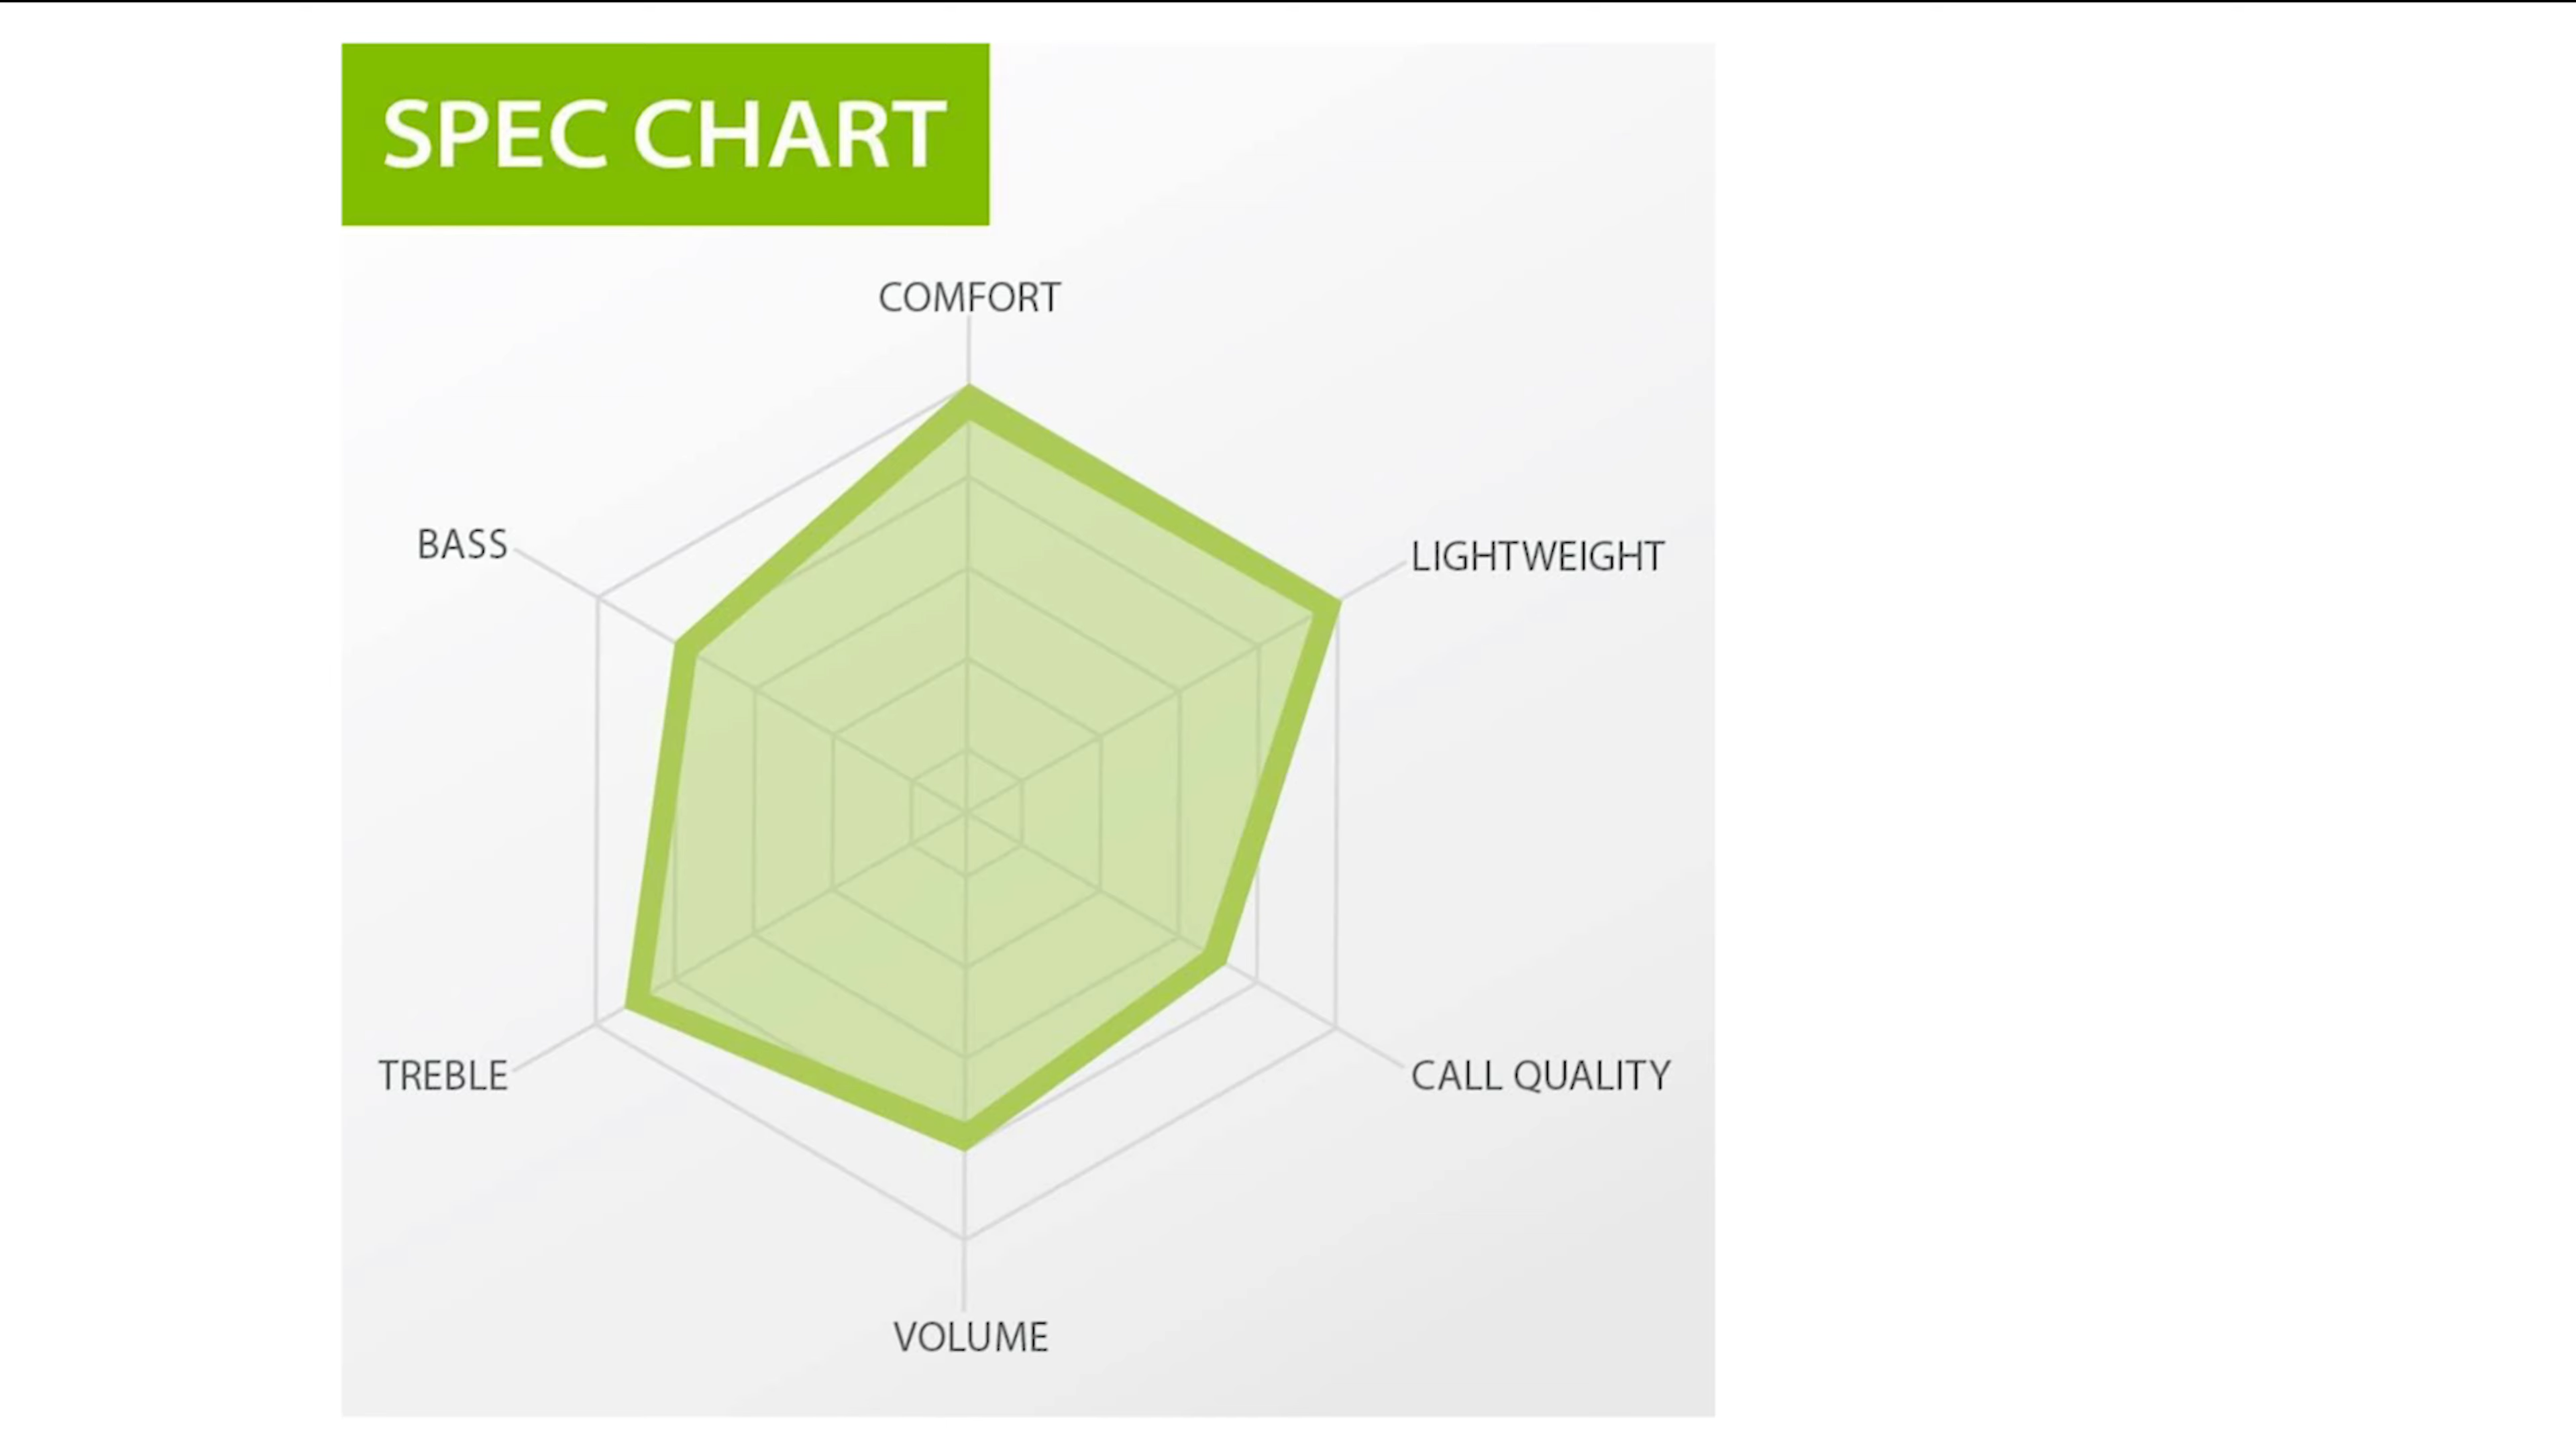 SPEC CHART
COMFORT
BASS
LIGHTWEIGHT
TREBLE
CALL QUALITY
VOLUME